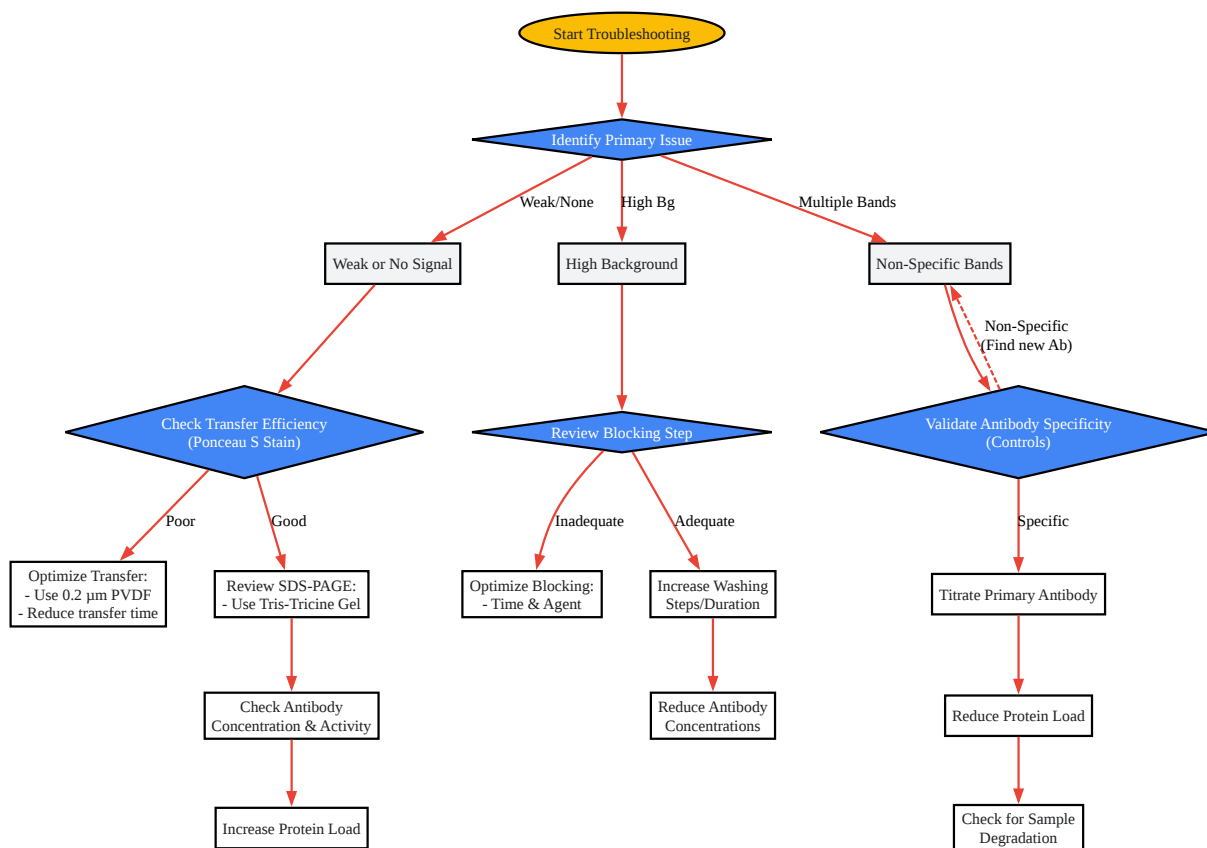 Start Troubleshooting
Identify Primary Issue
Weak/None
High Bg
Multiple Bands
Weak or No Signal
High Background
Non-Specific Bands
Non-Specific
(Find new Ab)
Check Transfer Efficiency
(Ponceau S Stain)
Review Blocking Step
Validate Antibody Specificity
(Controls)
Poor
Good
Inadequate
Adequate
Specific
Optimize Transfer:
- Use 0.2 µm PVDF
- Reduce transfer time
Review SDS-PAGE:
- Use Tris-Tricine Gel
Optimize Blocking:
- Time & Agent
Increase Washing
Steps/Duration
Titrate Primary Antibody
Check Antibody
Concentration & Activity
Reduce Antibody
Concentrations
Reduce Protein Load
Increase Protein Load
Check for Sample
Degradation